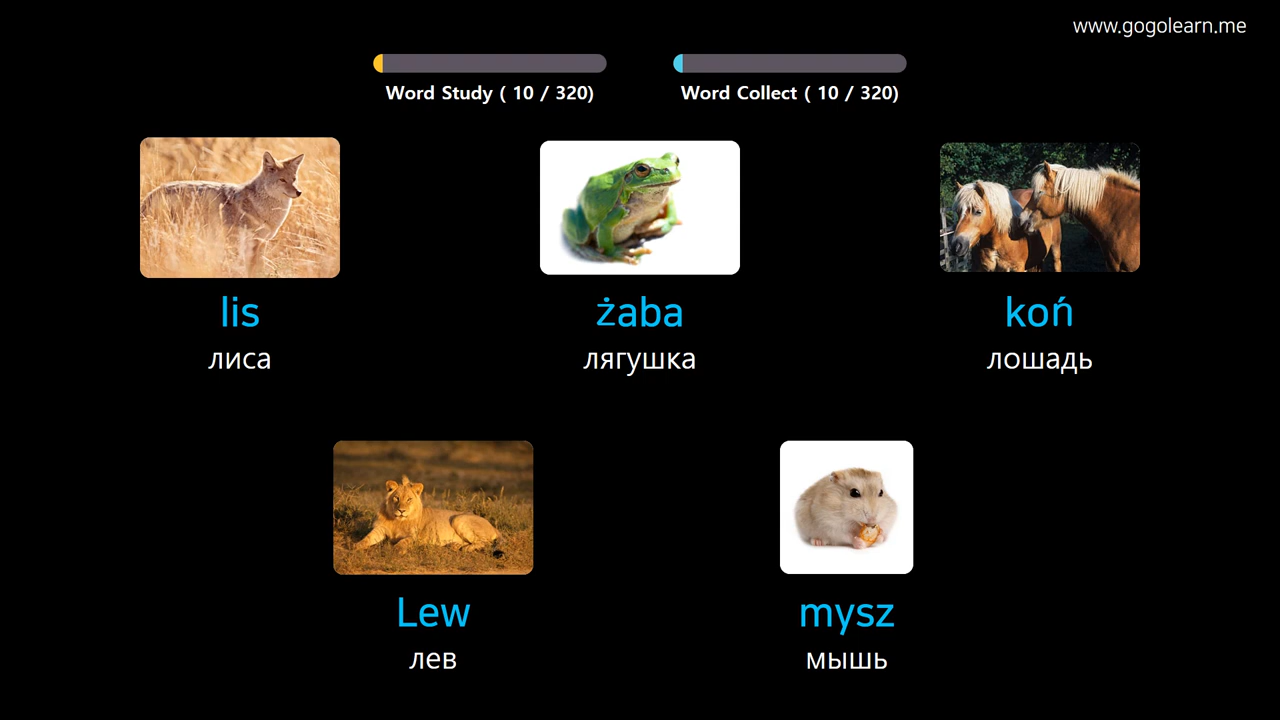 www.gogolearn.me
Word Study ( 10 / 320)
Word Collect ( 10 / 320)
lis
лиса
żaba
лягушка
koń
лошадь
Lew
лев
mysz
мышь